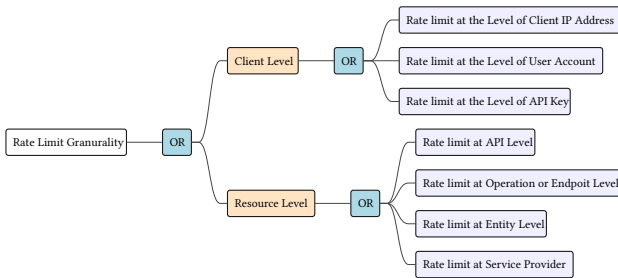 Rate limit at the Level of Client IP Address
Client Level
OR
Rate limit at the Level of User Account
Rate limit at the Level of API Key
Rate Limit Granurality
OR
Rate limit at API Level
Rate limit at Operation or Endpoit Level
Resource Level
OR
Rate limit at Entity Level
Rate limit at Service Provider